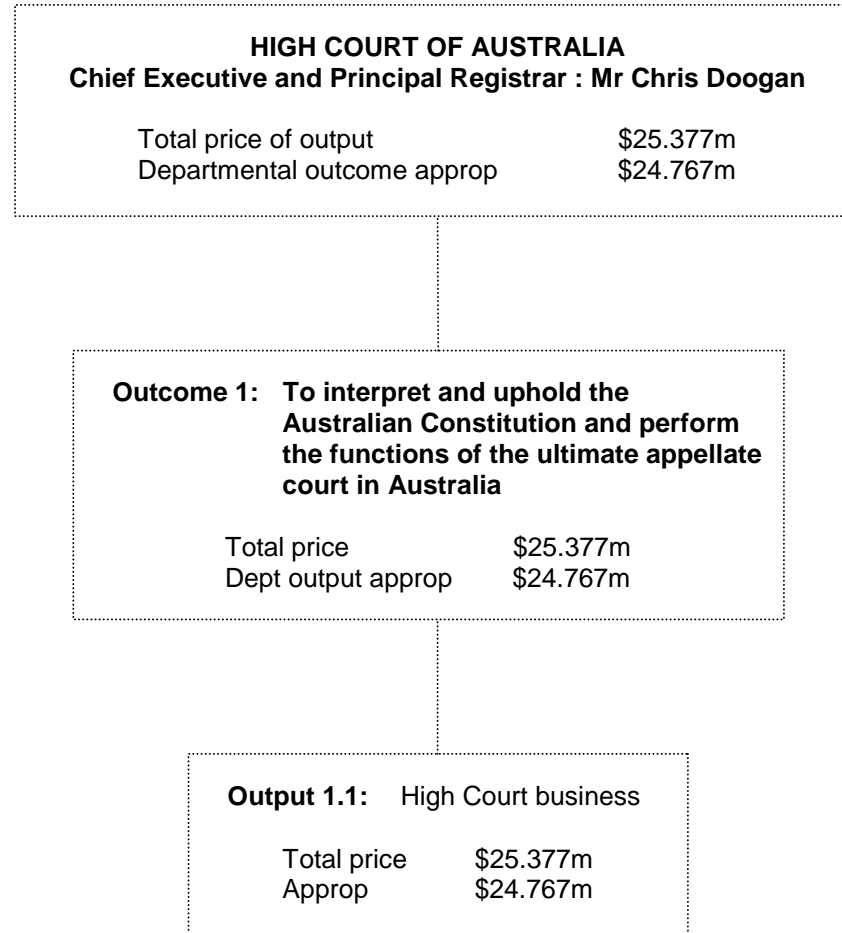 HIGH COURT OF AUSTRALIA
Chief Executive and Principal Registrar : Mr Chris Doogan
Total price of output $25.377m
Departmental outcome approp $24.767m
Outcome 1: To interpret and uphold the
Australian Constitution and perform
the functions of the ultimate appellate
court in Australia
Total price $25.377m
Dept output approp $24.767m
Output 1.1: High Court business
Total price $25.377m
Approp $24.767m